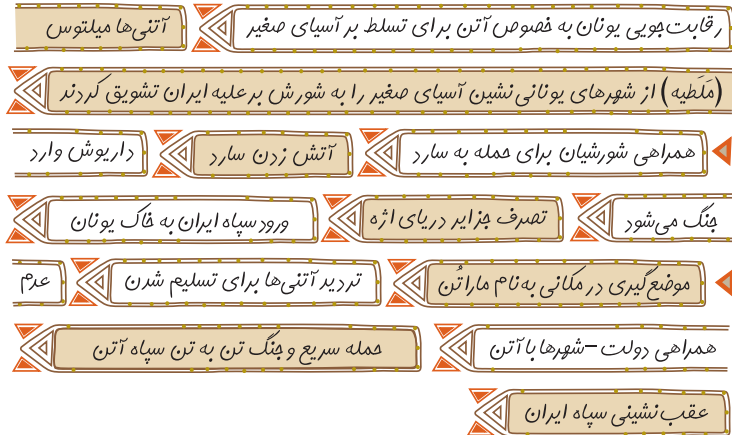 رقابت‌جویی یونان به خصوص آتن برای تسلط بر آسیای صغیر آتنی‌ها میلتوس
(مَلَطیه) از شهرهای یونانی‌نشین آسیای صغیر را به شورش بر علیه ایران تشویق کردند
همراهی شورشیان برای حمله به سارد آتش زدن سارد داریوش وارد
جنگ می‌شود تصرف جزایر دریای اژه ورود سپاه ایران به خاک یونان
موضع‌گیری در مکانی به‌نام ماراتُن تردید آتنی‌ها برای تسلیم شدن عدم
همراهی دولت –شهرها با آتن حمله سریع و جنگ تن به تن سپاه آتن
عقب‌نشینی سپاه ایران